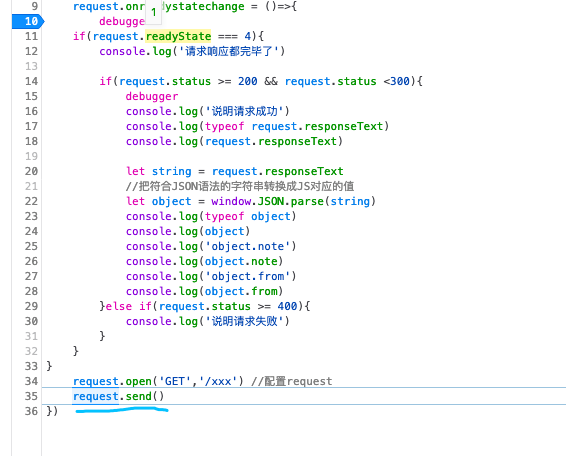 9 request.onreadystatechange = ()=>{
1
10 debugge
11 if(request.readyState === 4){
12 console.log('请求响应都完毕了')
13
14 if(request.status >= 200 && request.status <300){
15 debugger
16 console.log('说明请求成功')
17 console.log(typeof request.responseText)
18 console.log(request.responseText)
19
20 let string = request.responseText
21 //把符合JSON语法的字符串转换成JS对应的值
22 let object = window.JSON.parse(string)
23 console.log(typeof object)
24 console.log(object)
25 console.log('object.note')
26 console.log(object.note)
27 console.log('object.from')
28 console.log(object.from)
29 }else if(request.status >= 400){
30 console.log('说明请求失败')
31 }
32 }
33 }
34 request.open('GET','/xxx') //配置request
35 request.send()
36 })